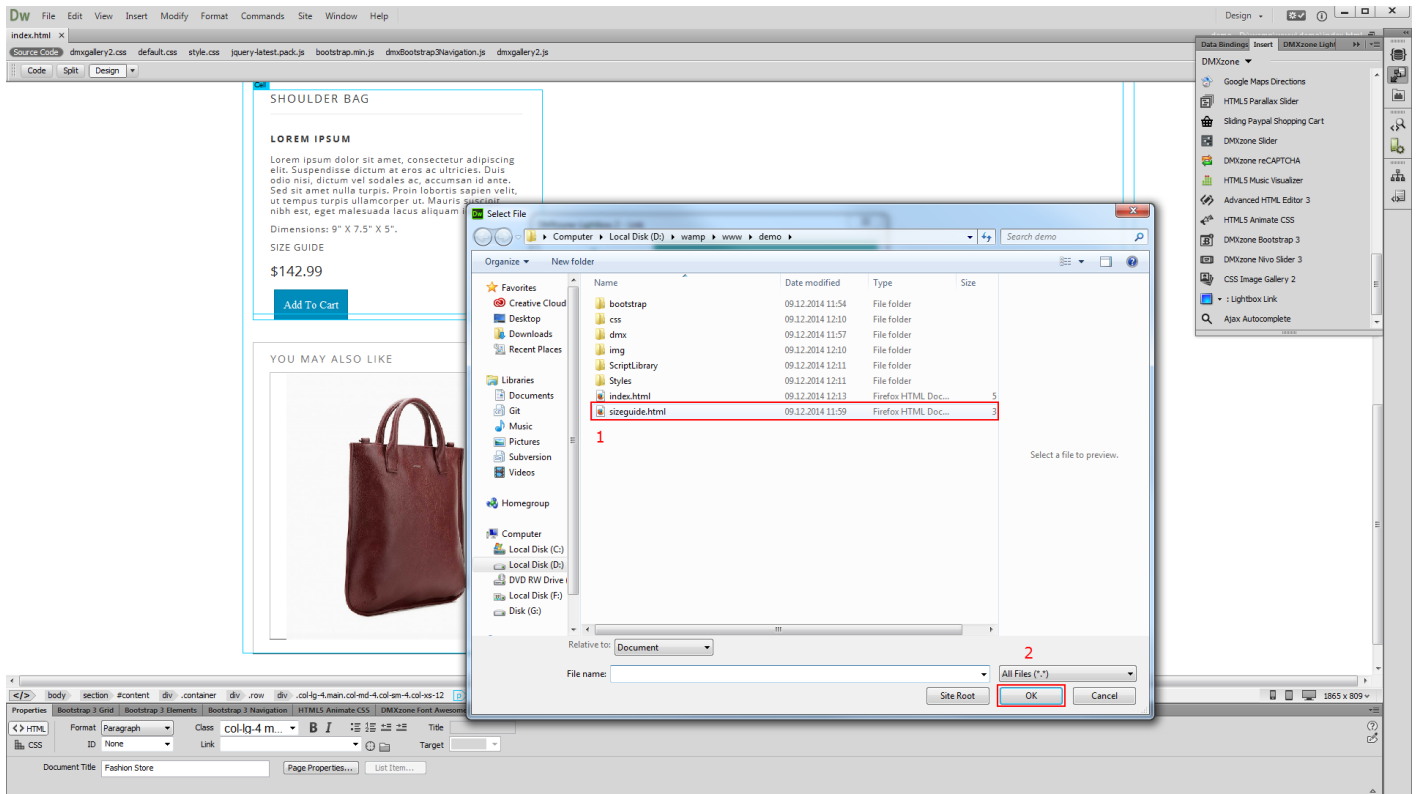 Dw File Edit View Insert Modify Format Commands Site Window Help Design
index.html ×
Source Code dmxgallery2.css default.css style.css jquery-latest.pack.js bootstrap.min.js dmxBootstrap3Navigation.js dmxgallery2.js
Code Split Design
Data Bindings Insert DMXzone Light
DMXzone
Google Maps Directions
HTML5 Parallax Slider
Sliding Paypal Shopping Cart
DMXzone Slider
DMXzone reCAPTCHA
HTML5 Music Visualizer
Advanced HTML Editor 3
HTML5 Animate CSS
DMXzone Bootstrap 3
DMXzone Nivo Slider 3
CSS Image Gallery 2
: Lightbox Link
Ajax Autocomplete
Cell
SHOULDER BAG
LOREM IPSUM
Lorem ipsum dolor sit amet, consectetur adipiscing
elit. Suspendisse dictum at eros ac ultricies. Duis
odio nisi, dictum vel sodales ac, accumsan id ante.
Sed sit amet nulla turpis. Proin lobortis sapien velit,
ut tempus turpis ullamcorper ut. Mauris suscipit
nibh est, eget malesuada lacus aliquam
Dimensions: 9" X 7.5" X 5".
SIZE GUIDE
$142.99
Add To Cart
YOU MAY ALSO LIKE
Dw Select File
Computer Local Disk (D:) wamp www demo Search demo
Organize New folder
Favorites
Creative Cloud
Desktop
Downloads
Recent Places
Libraries
Documents
Git
Music
Pictures
Subversion
Videos
Homegroup
Computer
Local Disk (C:)
Local Disk (D:)
DVD RW Drive
Local Disk (F:)
Disk (G:)
Name Date modified Type Size
bootstrap 09.12.2014 11:54 File folder
css 09.12.2014 12:10 File folder
dmx 09.12.2014 11:57 File folder
img 09.12.2014 12:10 File folder
ScriptLibrary 09.12.2014 12:11 File folder
Styles 09.12.2014 12:11 File folder
index.html 09.12.2014 12:13 Firefox HTML Doc... 5
sizeguide.html 09.12.2014 11:59 Firefox HTML Doc... 3
1
Select a file to preview.
Relative to: Document
2
File name: All Files (*.*)
Site Root OK Cancel
</> body section #content div .container div .row div .col-lg-4.main.col-md-4.col-sm-4.col-xs-12 p
1865 x 809
Properties Bootstrap 3 Grid Bootstrap 3 Elements Bootstrap 3 Navigation HTML5 Animate CSS DMXzone Font Awesome
<> HTML Format Paragraph Class col-lg-4 m... B I Title
CSS ID None Link Target
Document Title Fashion Store Page Properties... List Item...